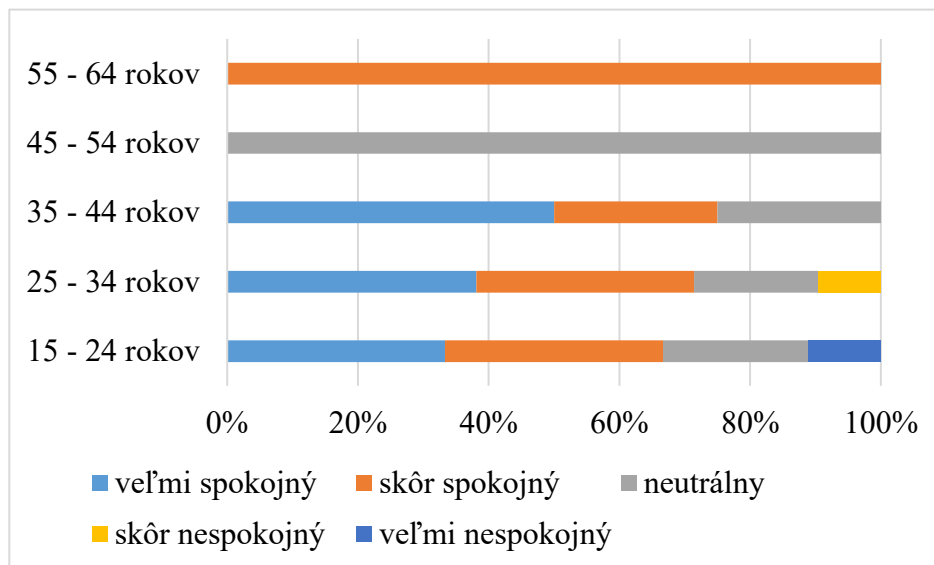 55 - 64 rokov
45 - 54 rokov
35 - 44 rokov
25 - 34 rokov
15 - 24 rokov
0% 20% 40% 60% 80% 100%
veľmi spokojný skôr spokojný neutrálny
skôr nespokojný veľmi nespokojný